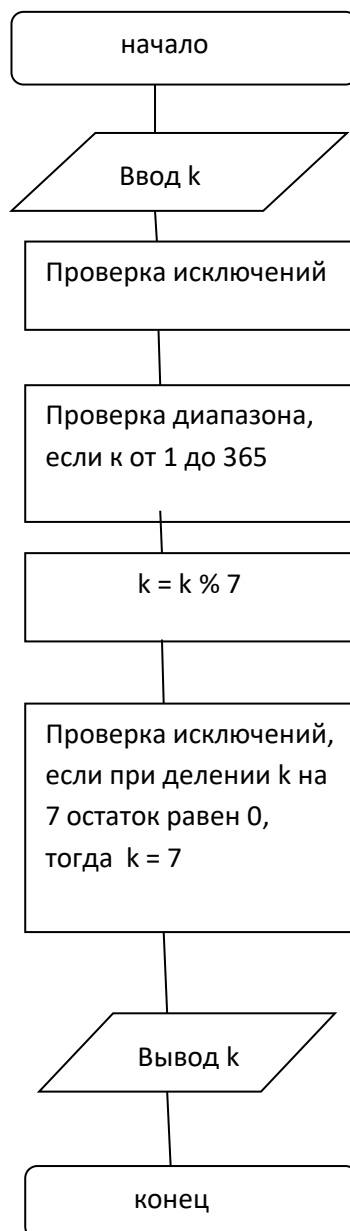 начало
Ввод k
Проверка исключений
Проверка диапазона,
если к от 1 до 365
k = k % 7
Проверка исключений,
если при делении k на
7 остаток равен 0,
тогда k = 7
Вывод k
конец